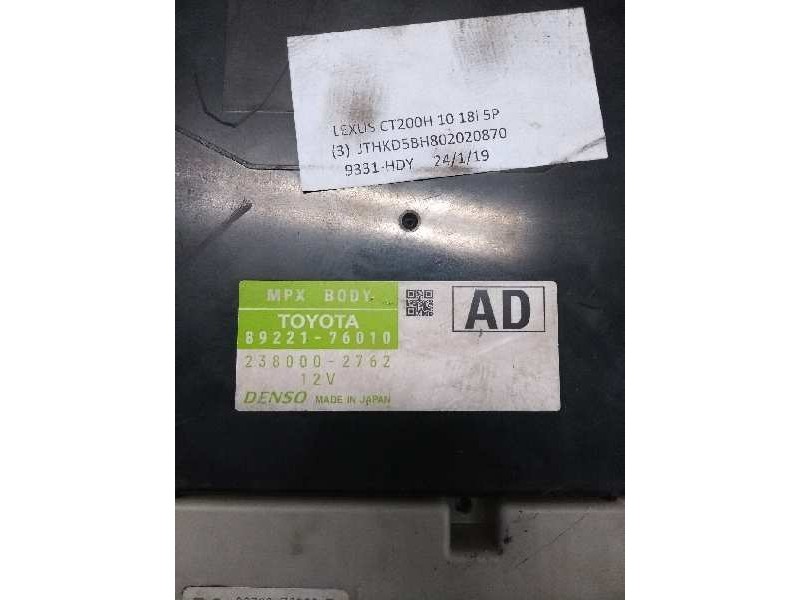 LEXUS CT200H 10 18i 5P
(3) JTHKD5BH802020870
9331-HDY 24/1/19
MPX BODY
TOYOTA
89221-76010
238000-2762
12V
DENSO MADE IN JAPAN
AD